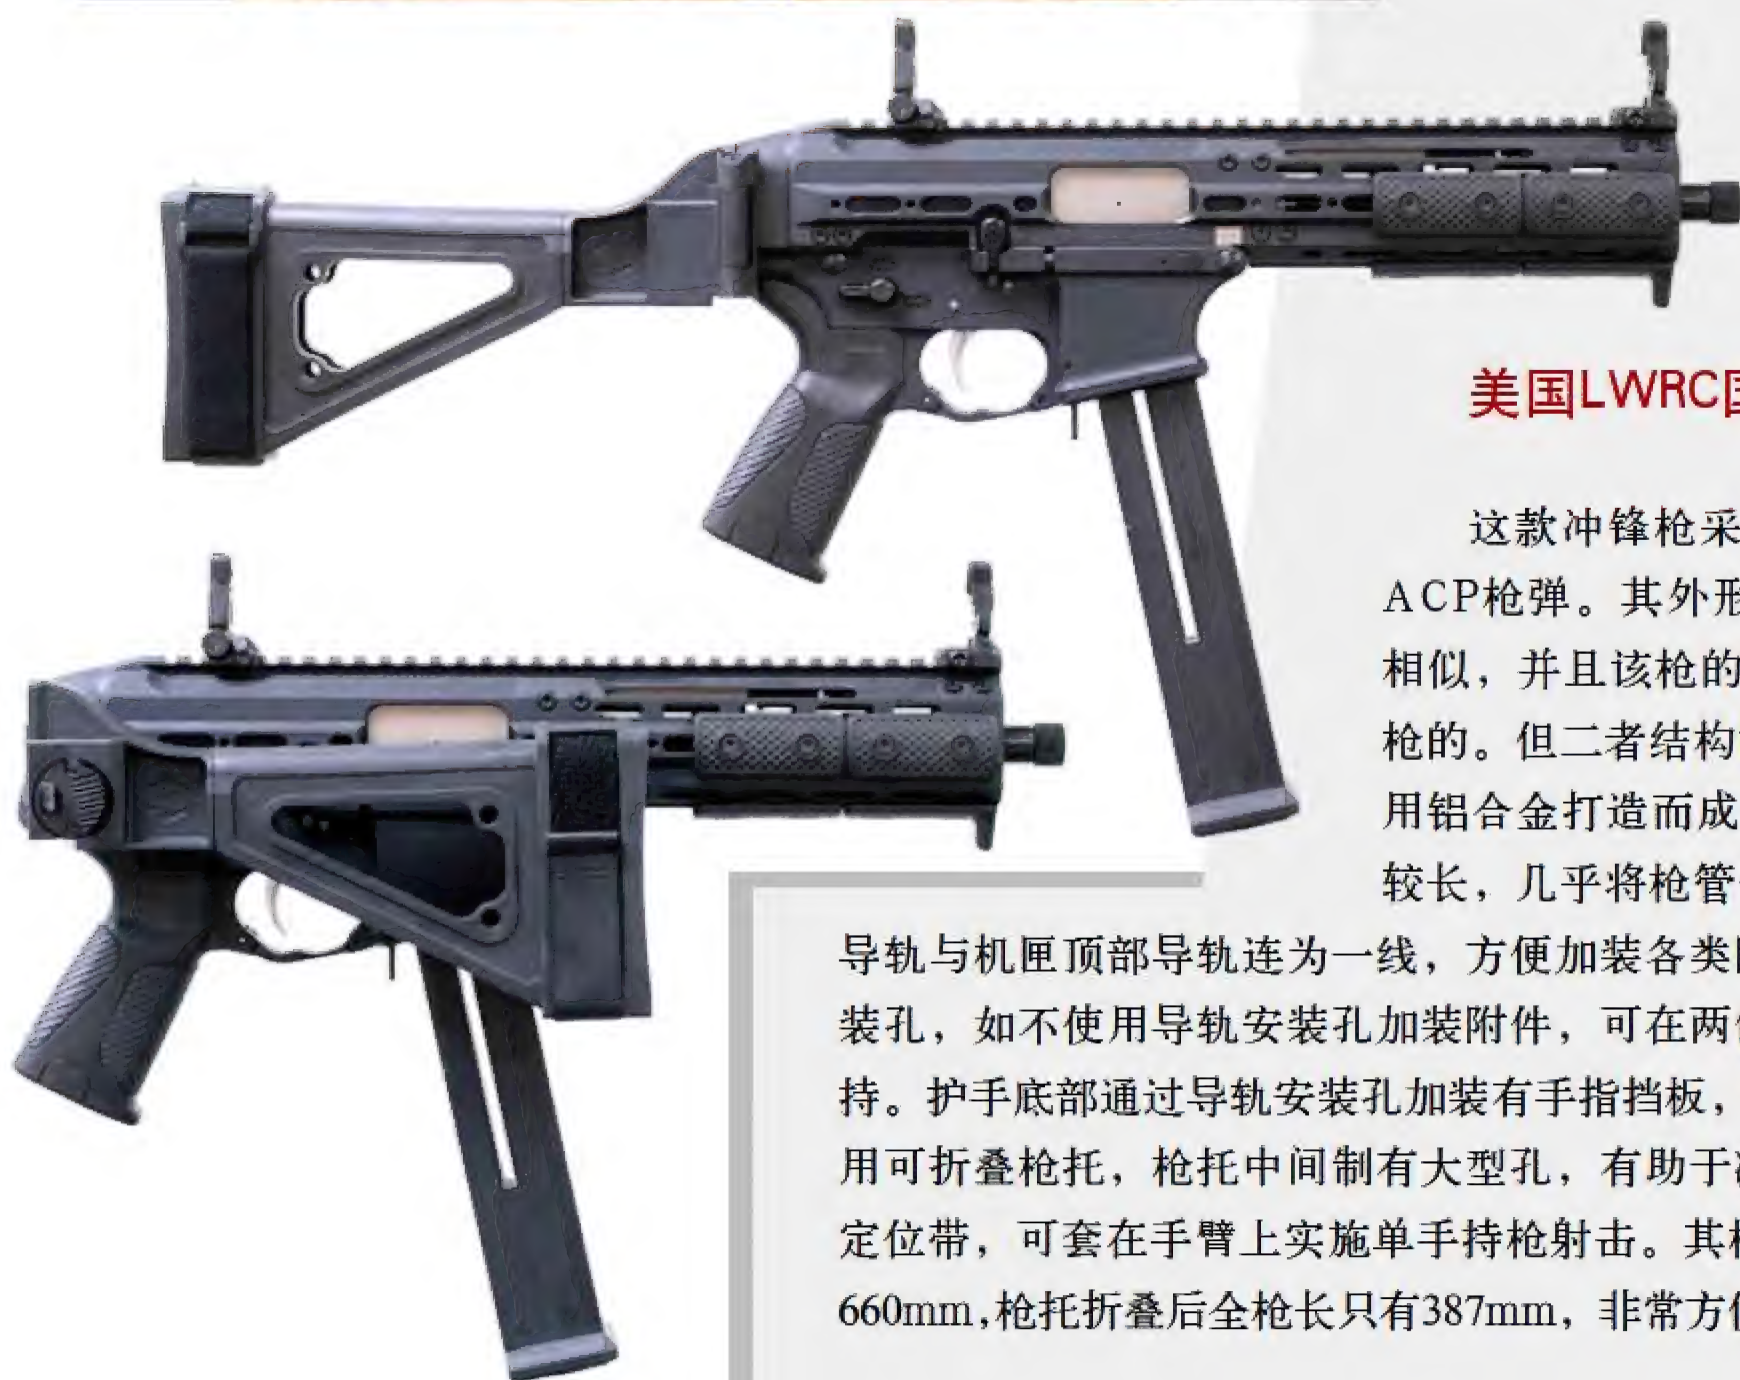 美国LWRC
这款冲锋枪采
ACP枪弹。其外形
相似，并且该枪的
枪的。但二者结构
用铝合金打造而成
较长，几乎将枪管
导轨与机匣顶部导轨连为一线，方便加装各类
装孔，如不使用导轨安装孔加装附件，可在两
持。护手底部通过导轨安装孔加装有手指挡板，
用可折叠枪托，枪托中间制有大型孔，有助于
定位带，可套在手臂上实施单手持枪射击。其
660mm,枪托折叠后全枪长只有387mm，非常方